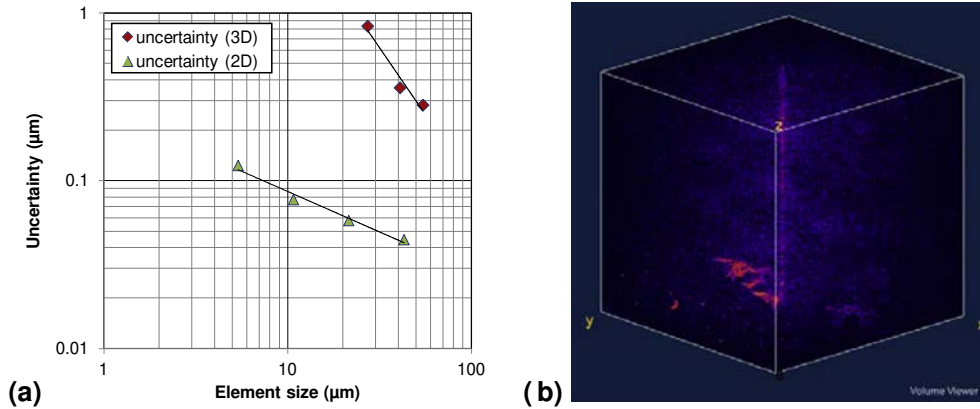 1
uncertainty (3D)
uncertainty (2D)
0.1
0.01
Uncertainty (µm)
1 10 100
Element size (µm)
(a)
z
y
x
Volume Viewer
(b)